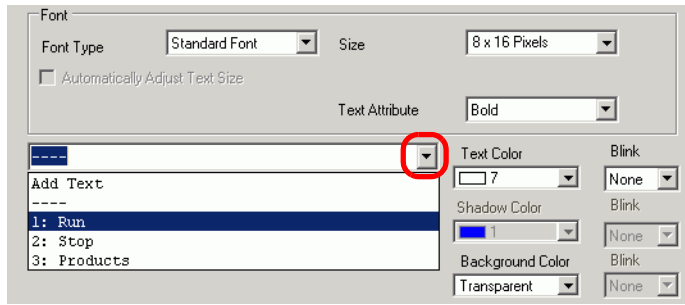 Font
Font Type Standard Font Size 8 x 16 Pixels
Automatically Adjust Text Size
Text Attribute Bold
---- Text Color Blink
7 None
Add Text
----
Shadow Color Blink
1: Run
1 None
2: Stop
3: Products Background Color Blink
Transparent None